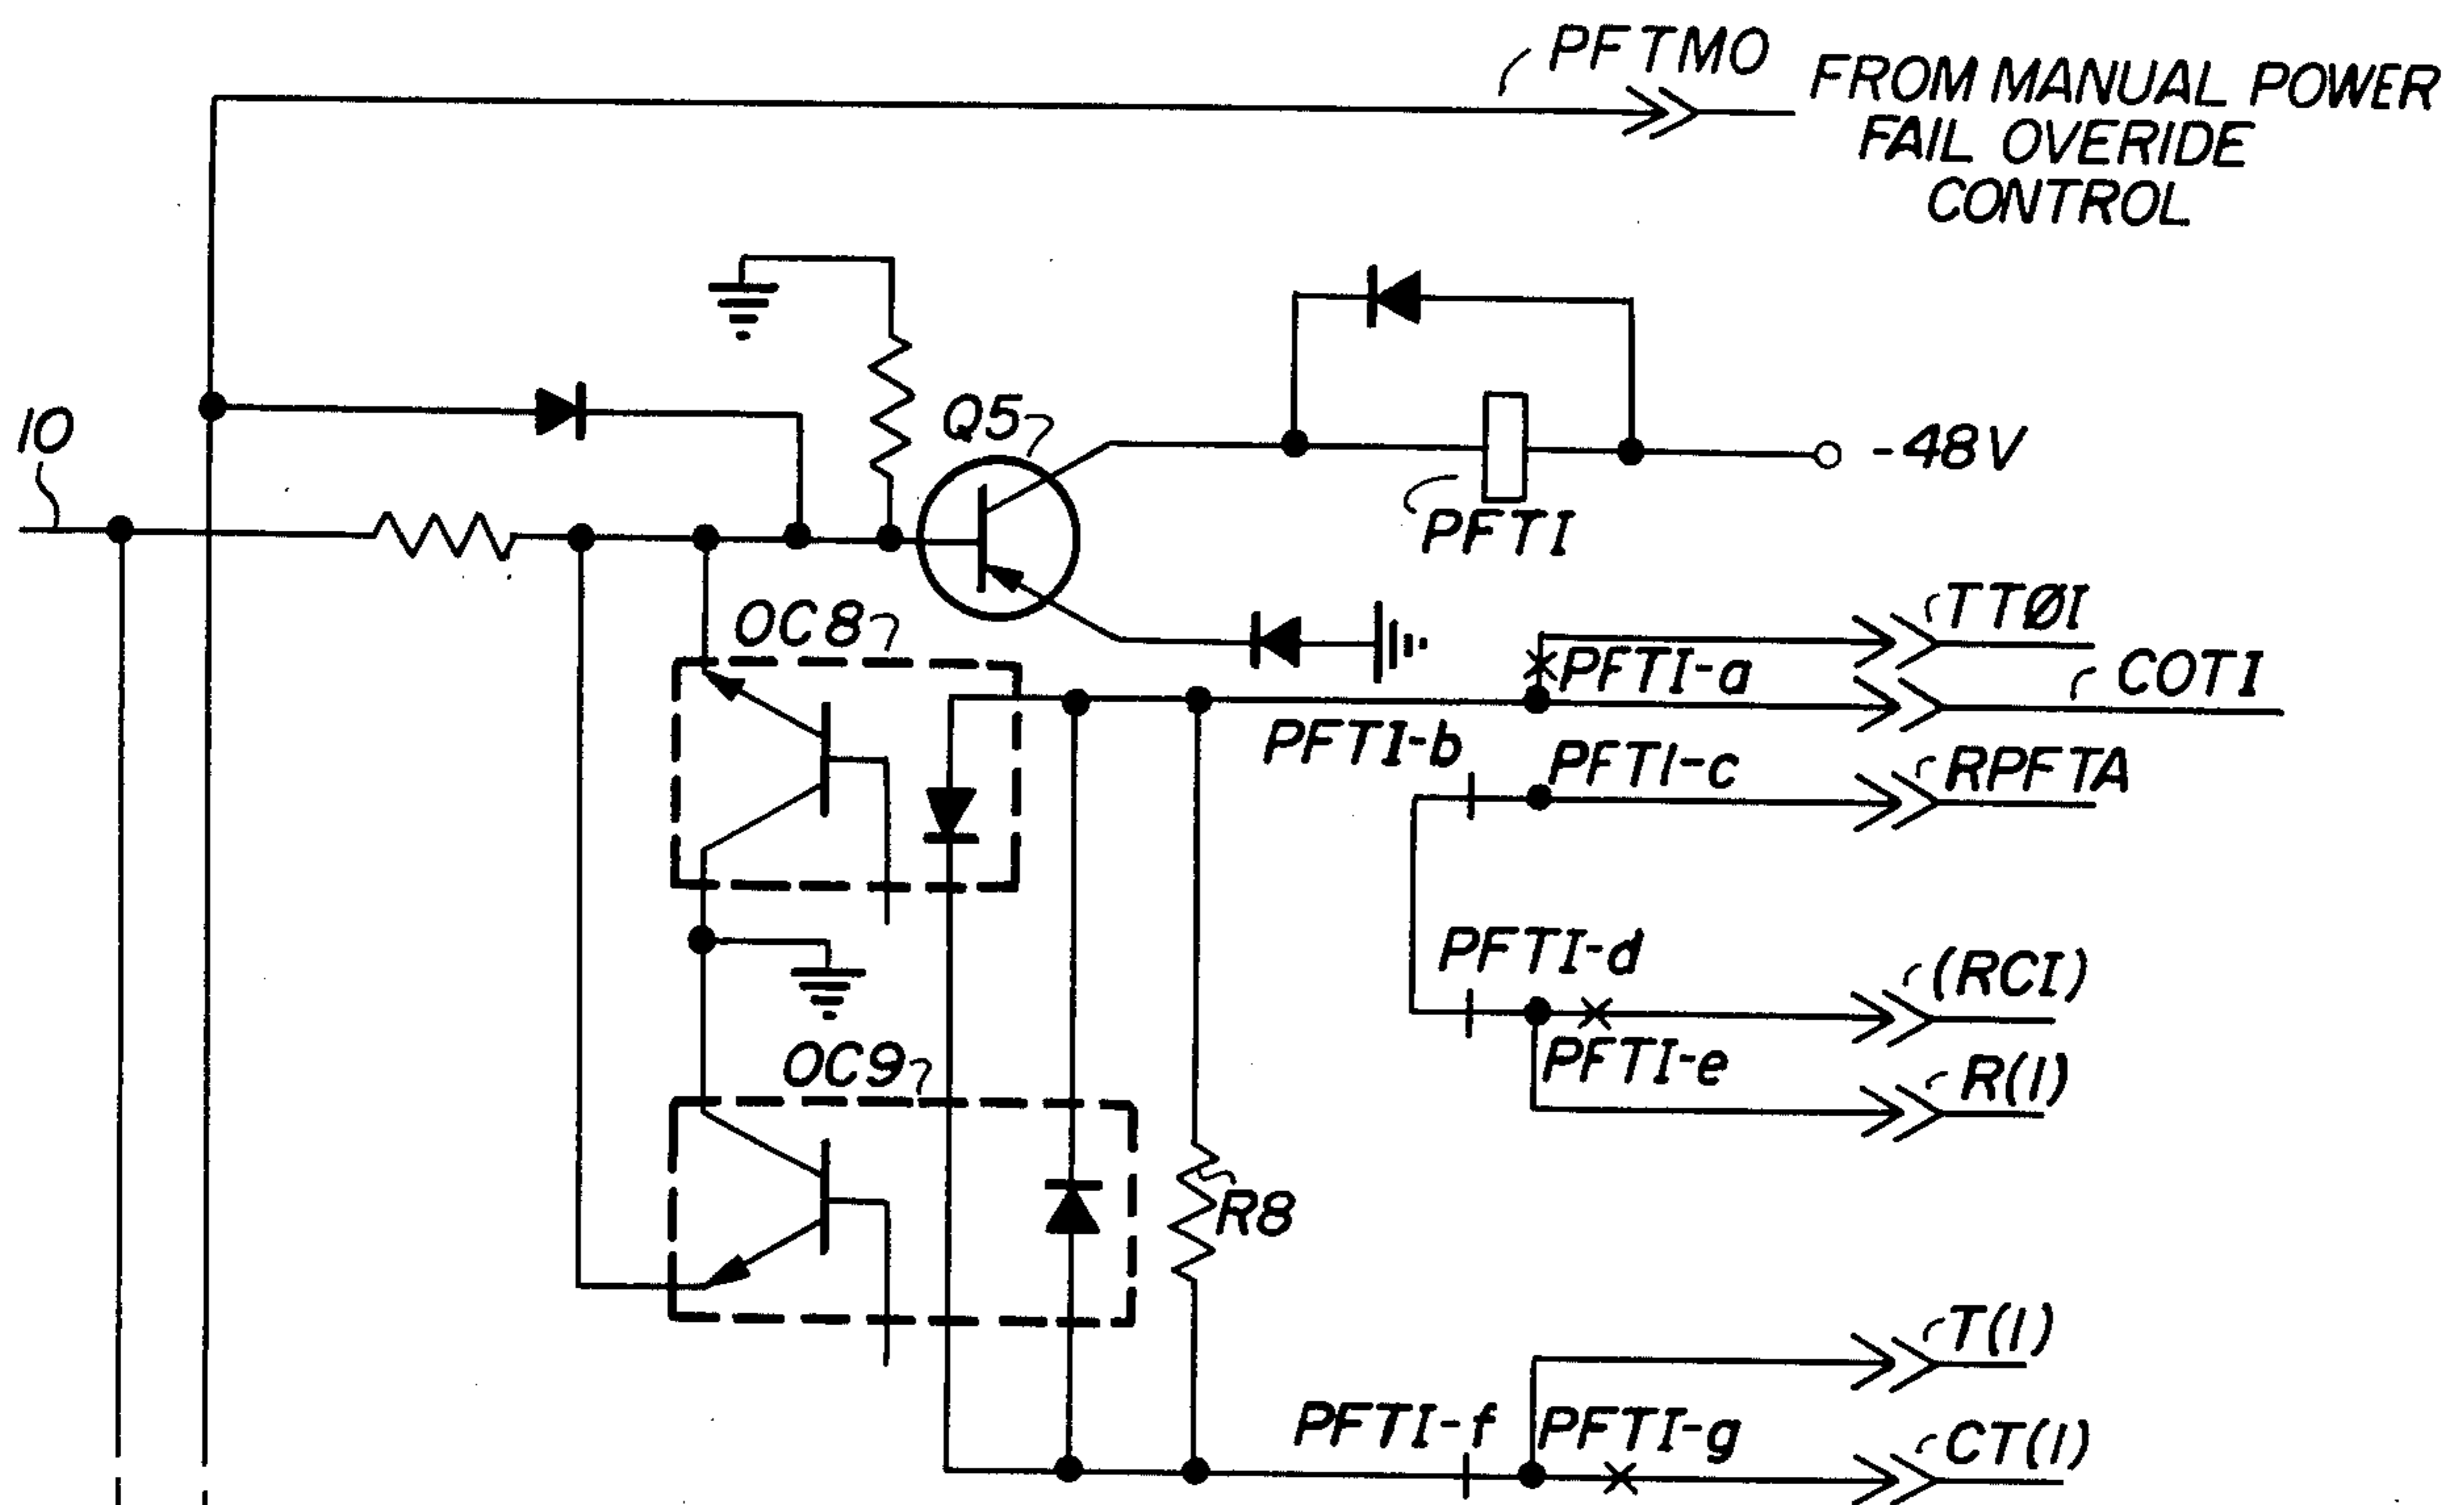 PFTMO
FROM MANUAL POWER
FAIL OVERIDE
CONTROL
10
Q5
-48V
PFTI
OC8
TTØI
PFTI-a
COTI
PFTI-b
PFTI-c
RPFTA
PFTI-d
(RCI)
OC9
PFTI-e
R(I)
R8
T(I)
PFTI-f
PFTI-g
CT(I)